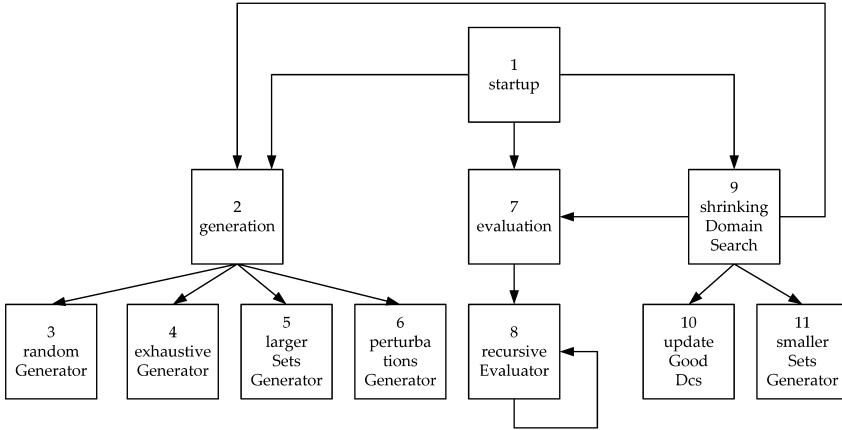 1
startup
2
generation
7
evaluation
9
shrinking
Domain
Search
3
random
Generator
4
exhaustive
Generator
5
larger
Sets
Generator
6
perturba
tions
Generator
8
recursive
Evaluator
10
update
Good
Dcs
11
smaller
Sets
Generator